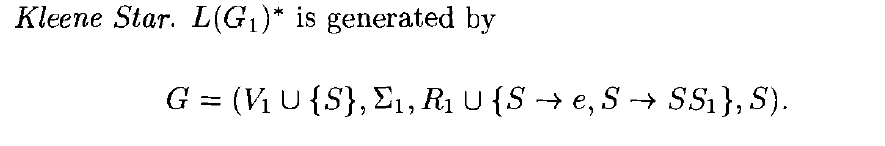 Kleene Star. L(G₁)* is generated by
G = (V₁ ∪ {S}, Σ₁, R₁ ∪ {S → e, S → SS₁}, S).